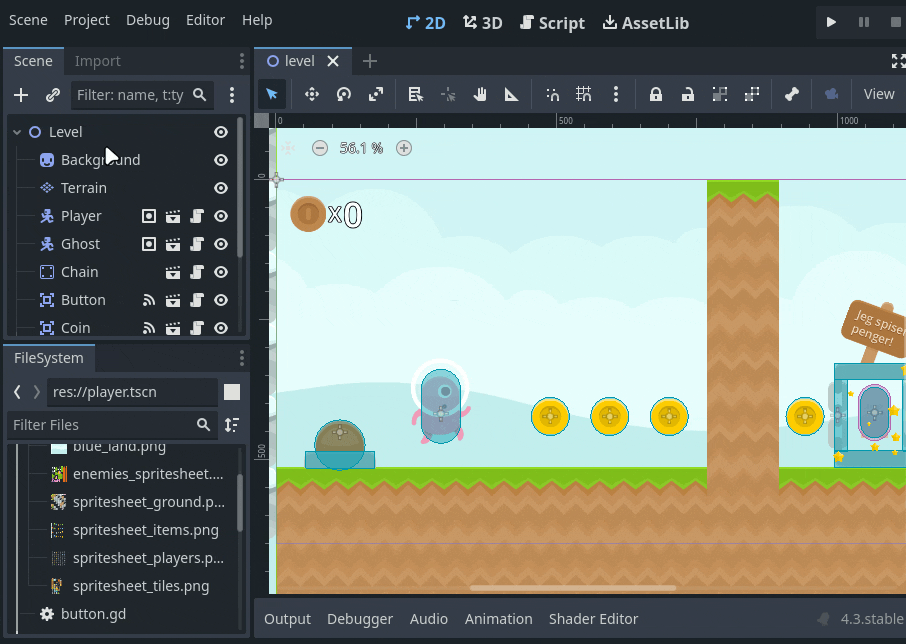 Scene Project Debug Editor Help
2D 3D Script AssetLib
Scene Import
level
Filter: name, t:ty
View
0 500 1000
Level
Background
Terrain
Player
Ghost
Chain
Button
Coin
56.1 %
0
x0
500
Jeg spiser
penger!
FileSystem
res://player.tscn
Filter Files
blue_land.png
enemies_spritesheet....
spritesheet_ground.p...
spritesheet_items.png
spritesheet_players.p...
spritesheet_tiles.png
button.gd
Output Debugger Audio Animation Shader Editor
4.3.stable